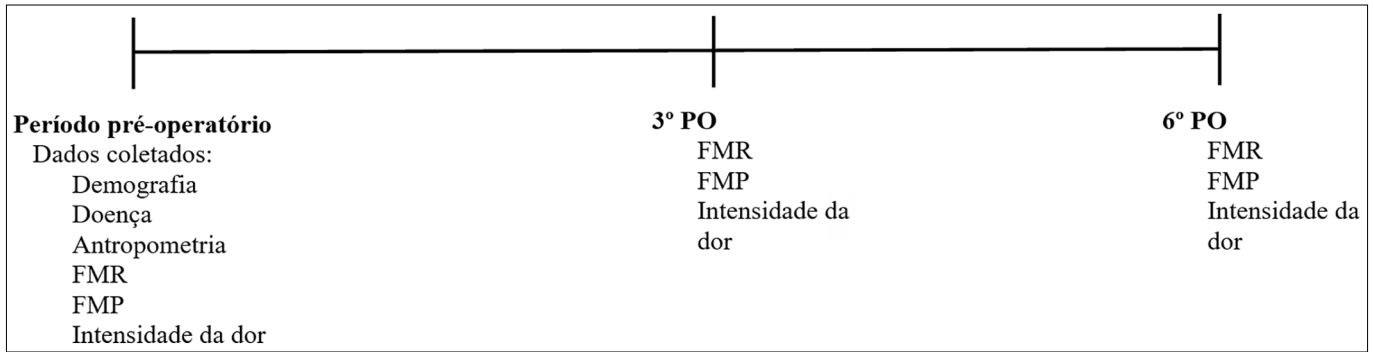 Período pré-operatório
Dados coletados:
Demografia
Doença
Antropometria
FMR
FMP
Intensidade da dor
3º PO
FMR
FMP
Intensidade da
dor
6º PO
FMR
FMP
Intensidade da
dor